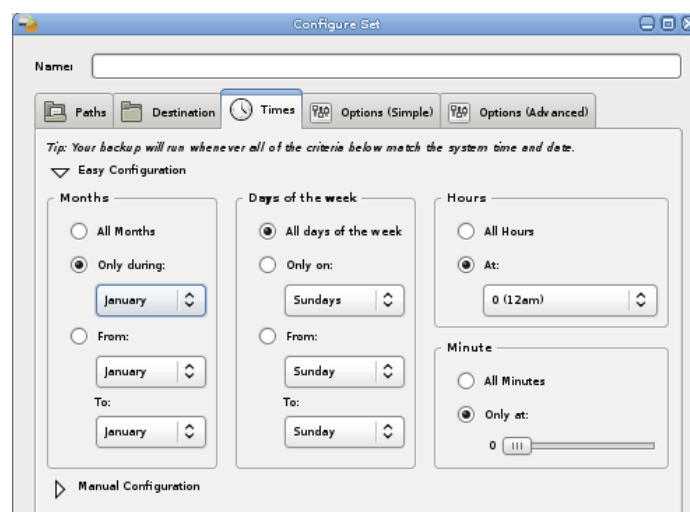 Configure Set
Name:
Paths
Destination
Times
Options (Simple)
Options (Advanced)
Tip: Your backup will run whenever all of the criteria below match the system time and date.
Easy Configuration
Months
All Months
Only during:
January
From:
January
To:
January
Days of the week
All days of the week
Only on:
Sundays
From:
Sunday
To:
Sunday
Hours
All Hours
At:
0 (12am)
Minute
All Minutes
Only at:
0
Manual Configuration